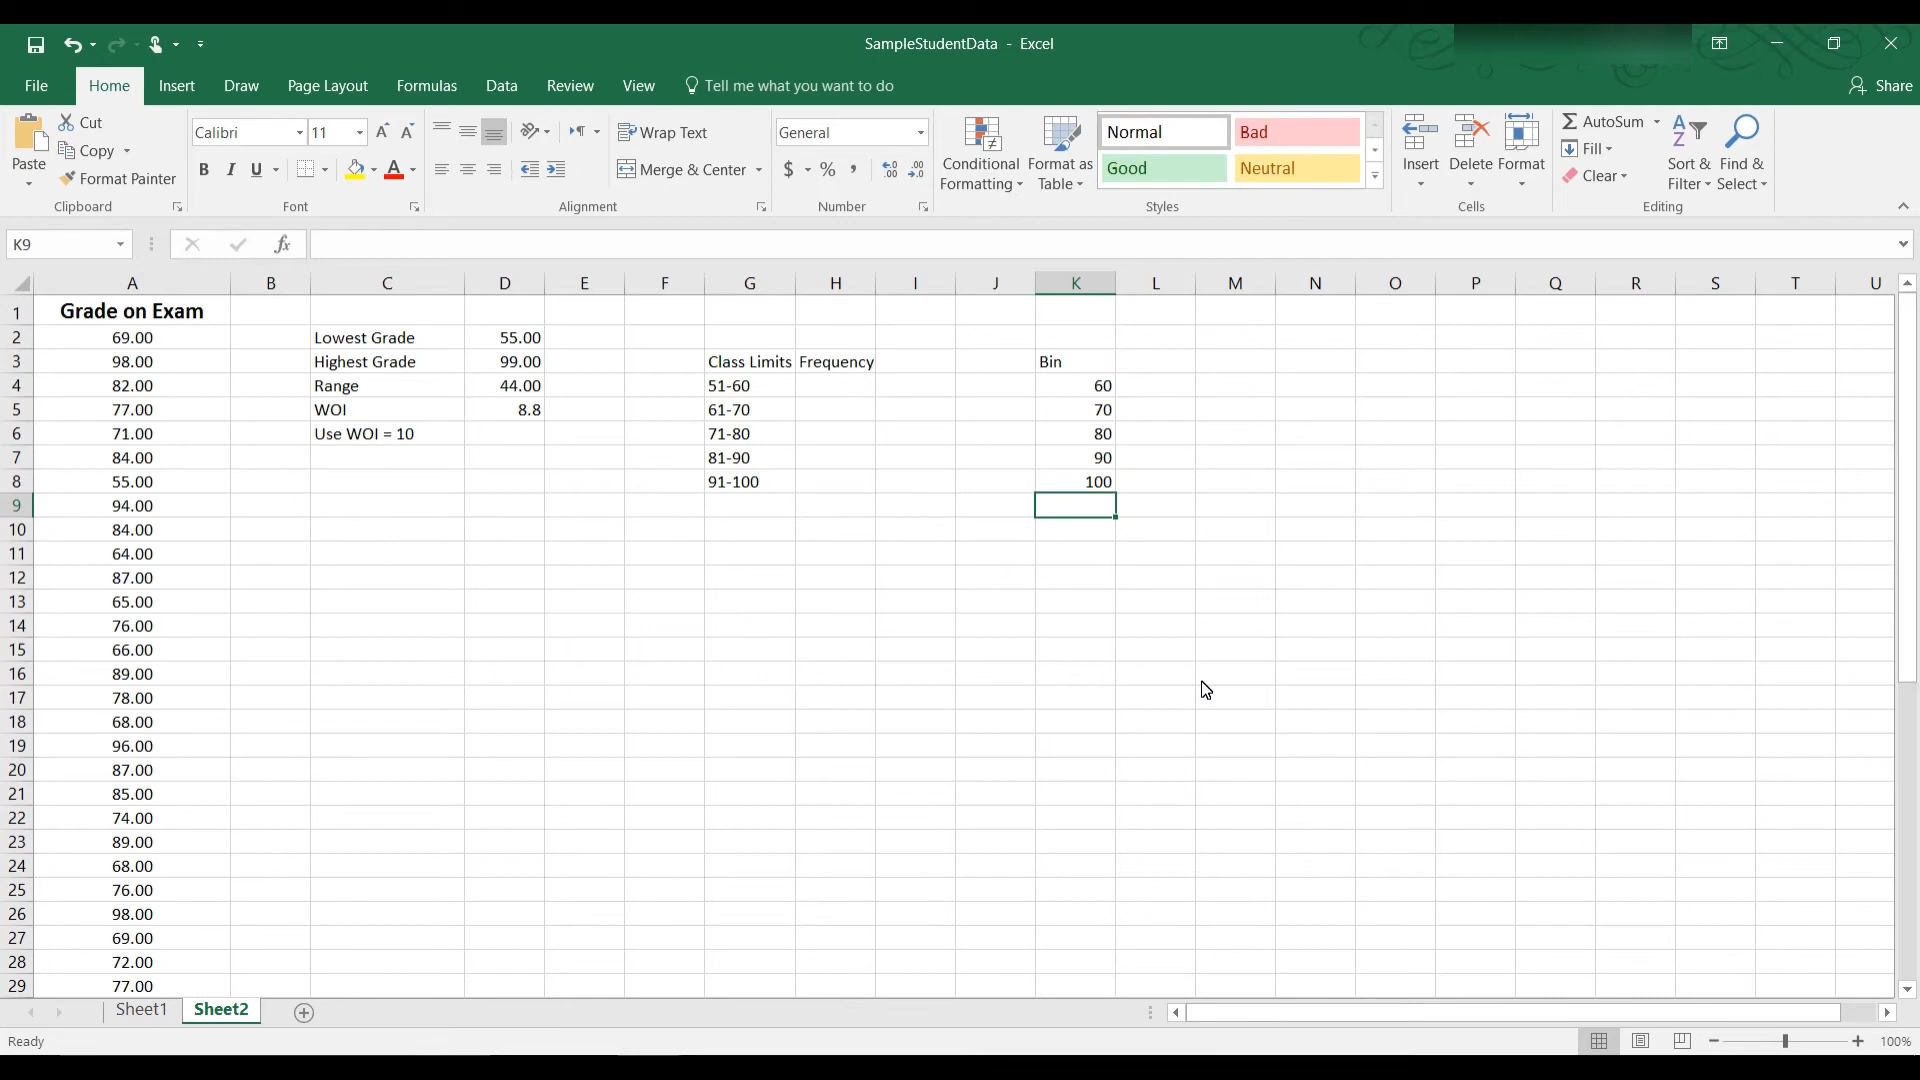 SampleStudentData - Excel
File Home Insert Draw Page Layout Formulas Data Review View Tell me what you want to do Share
Paste Cut Copy Format Painter Clipboard
Calibri 11 B I U A Font
Wrap Text Merge & Center Alignment
General $ % , Number
Conditional Formatting Format as Table Normal Bad Good Neutral Styles
Insert Delete Format Cells
AutoSum Fill Clear Sort & Filter Find & Select Editing
K9 fx
A B C D E F G H I J K L M N O P Q R S T U
1 Grade on Exam
2 69.00 Lowest Grade 55.00
3 98.00 Highest Grade 99.00 Class Limits Frequency Bin
4 82.00 Range 44.00 51-60 60
5 77.00 WOI 8.8 61-70 70
6 71.00 Use WOI = 10 71-80 80
7 84.00 81-90 90
8 55.00 91-100 100
9 94.00
10 84.00
11 64.00
12 87.00
13 65.00
14 76.00
15 66.00
16 89.00
17 78.00
18 68.00
19 96.00
20 87.00
21 85.00
22 74.00
23 89.00
24 68.00
25 76.00
26 98.00
27 69.00
28 72.00
29 77.00
Sheet1 Sheet2
Ready 100%